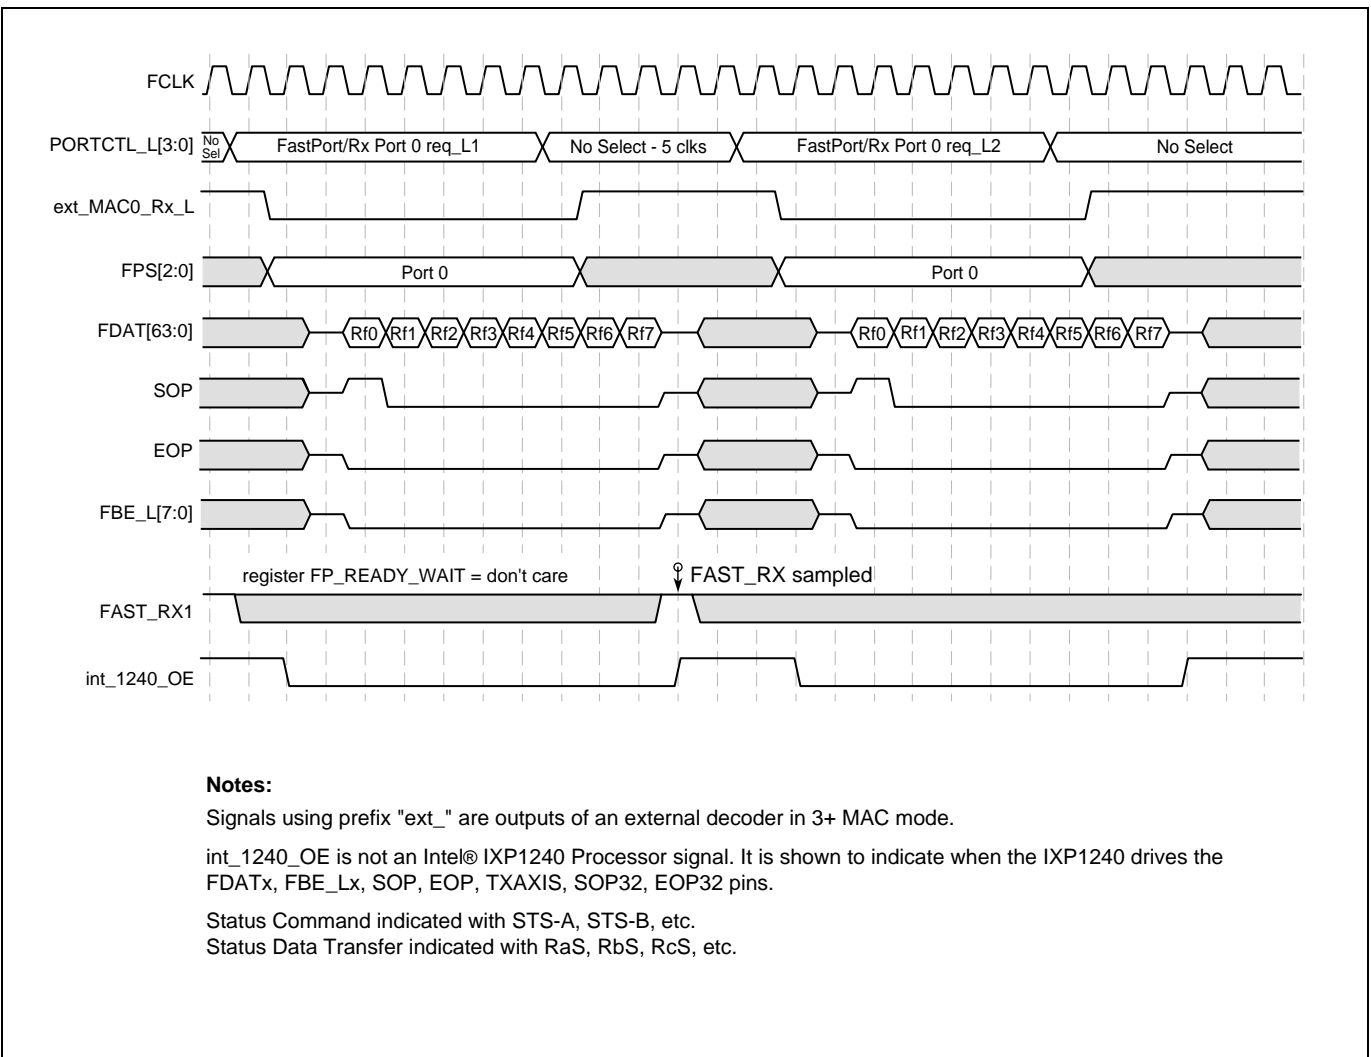 FCLK
PORTCTL_L[3:0] No Sel FastPort/Rx Port 0 req_L1 No Select - 5 clks FastPort/Rx Port 0 req_L2 No Select
ext_MAC0_Rx_L
FPS[2:0] Port 0 Port 0
FDAT[63:0] Rf0 Rf1 Rf2 Rf3 Rf4 Rf5 Rf6 Rf7 Rf0 Rf1 Rf2 Rf3 Rf4 Rf5 Rf6 Rf7
SOP
EOP
FBE_L[7:0]
register FP_READY_WAIT = don't care FAST_RX sampled
FAST_RX1
int_1240_OE
Notes:
Signals using prefix "ext_" are outputs of an external decoder in 3+ MAC mode.
int_1240_OE is not an Intel® IXP1240 Processor signal. It is shown to indicate when the IXP1240 drives the
FDATx, FBE_Lx, SOP, EOP, TXAXIS, SOP32, EOP32 pins.
Status Command indicated with STS-A, STS-B, etc.
Status Data Transfer indicated with RaS, RbS, RcS, etc.